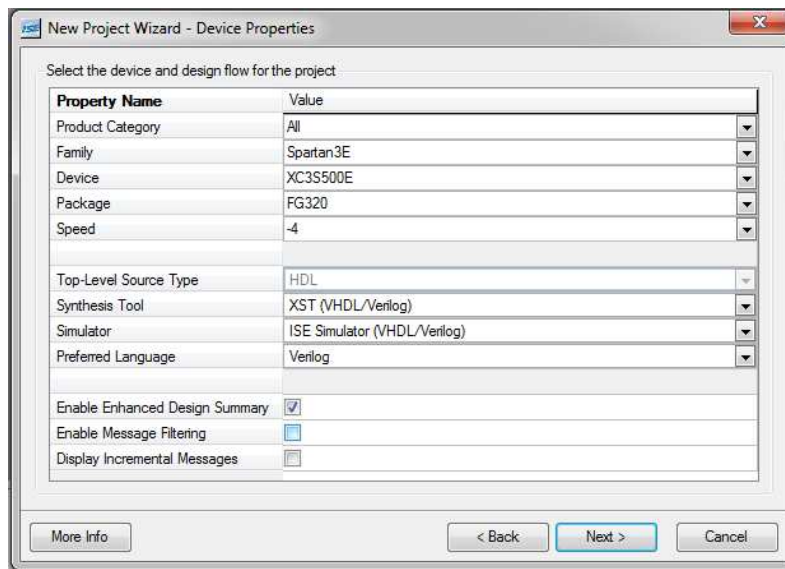 ISE New Project Wizard - Device Properties
Select the device and design flow for the project
Property Name Value
Product Category All
Family Spartan3E
Device XC3S500E
Package FG320
Speed -4
Top-Level Source Type HDL
Synthesis Tool XST (VHDL/Verilog)
Simulator ISE Simulator (VHDL/Verilog)
Preferred Language Verilog
Enable Enhanced Design Summary
Enable Message Filtering
Display Incremental Messages
More Info < Back Next > Cancel